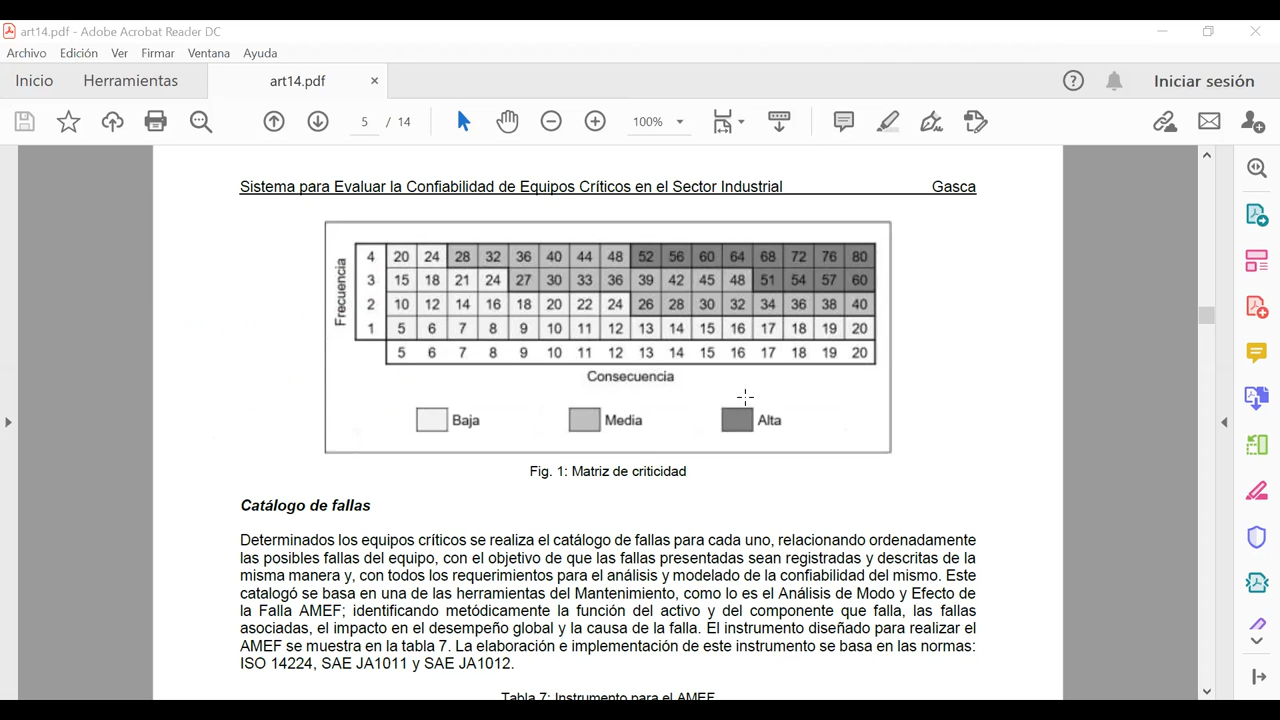 art14.pdf - Adobe Acrobat Reader DC
Archivo Edición Ver Firmar Ventana Ayuda
Inicio Herramientas art14.pdf × Iniciar sesión
5 / 14 100%
Sistema para Evaluar la Confiabilidad de Equipos Críticos en el Sector Industrial Gasca
Frecuencia
4 20 24 28 32 36 40 44 48 52 56 60 64 68 72 76 80
3 15 18 21 24 27 30 33 36 39 42 45 48 51 54 57 60
2 10 12 14 16 18 20 22 24 26 28 30 32 34 36 38 40
1 5 6 7 8 9 10 11 12 13 14 15 16 17 18 19 20
5 6 7 8 9 10 11 12 13 14 15 16 17 18 19 20
Consecuencia
Baja Media Alta
Fig. 1: Matriz de criticidad
Catálogo de fallas
Determinados los equipos críticos se realiza el catálogo de fallas para cada uno, relacionando ordenadamente
las posibles fallas del equipo, con el objetivo de que las fallas presentadas sean registradas y descritas de la
misma manera y, con todos los requerimientos para el análisis y modelado de la confiabilidad del mismo. Este
catalogó se basa en una de las herramientas del Mantenimiento, como lo es el Análisis de Modo y Efecto de
la Falla AMEF; identificando metódicamente la función del activo y del componente que falla, las fallas
asociadas, el impacto en el desempeño global y la causa de la falla. El instrumento diseñado para realizar el
AMEF se muestra en la tabla 7. La elaboración e implementación de este instrumento se basa en las normas:
ISO 14224, SAE JA1011 y SAE JA1012.
Tabla 7: Instrumento para el AMEF